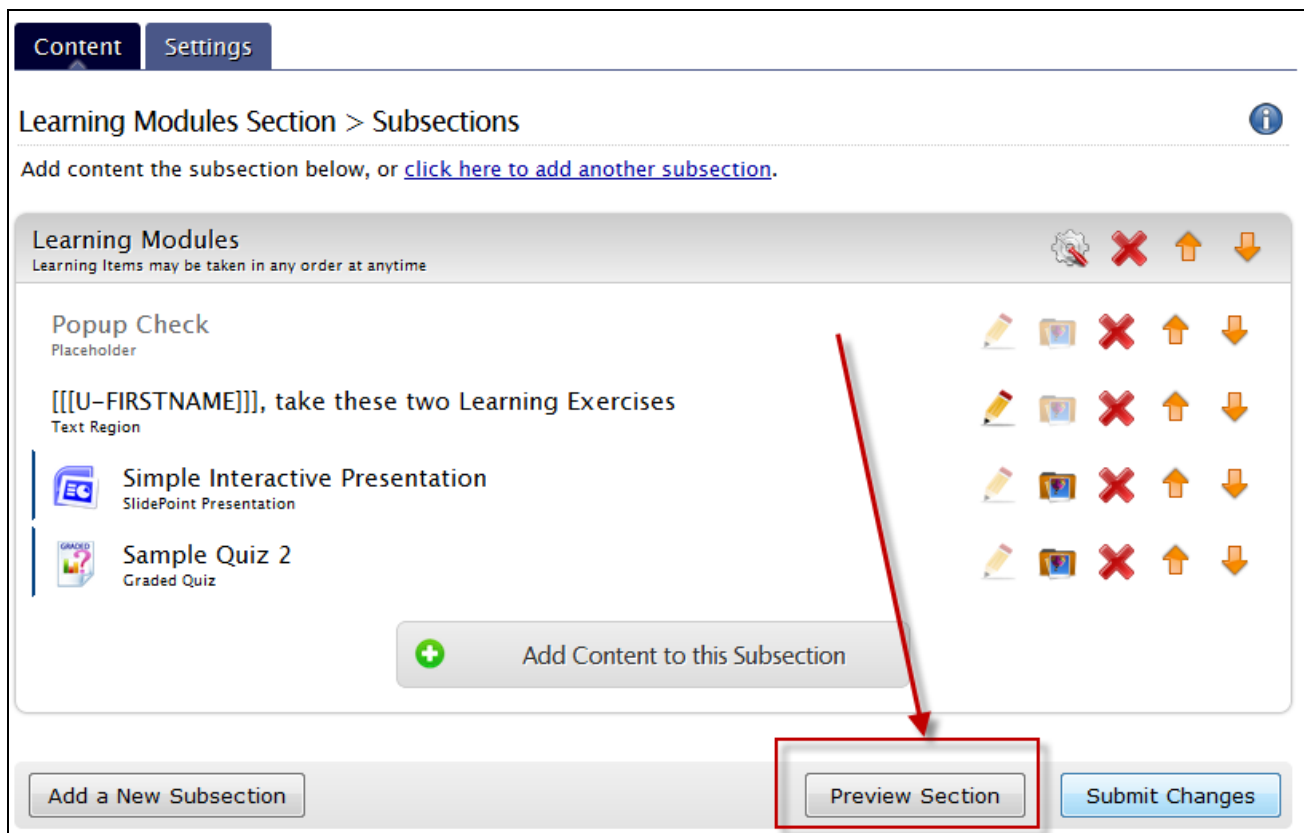 Content Settings
Learning Modules Section > Subsections
Add content the subsection below, or click here to add another subsection.
Learning Modules
Learning Items may be taken in any order at anytime
Popup Check
Placeholder
[[[U-FIRSTNAME]]], take these two Learning Exercises
Text Region
Simple Interactive Presentation
SlidePoint Presentation
GRADED
Sample Quiz 2
Graded Quiz
Add Content to this Subsection
Add a New Subsection Preview Section Submit Changes